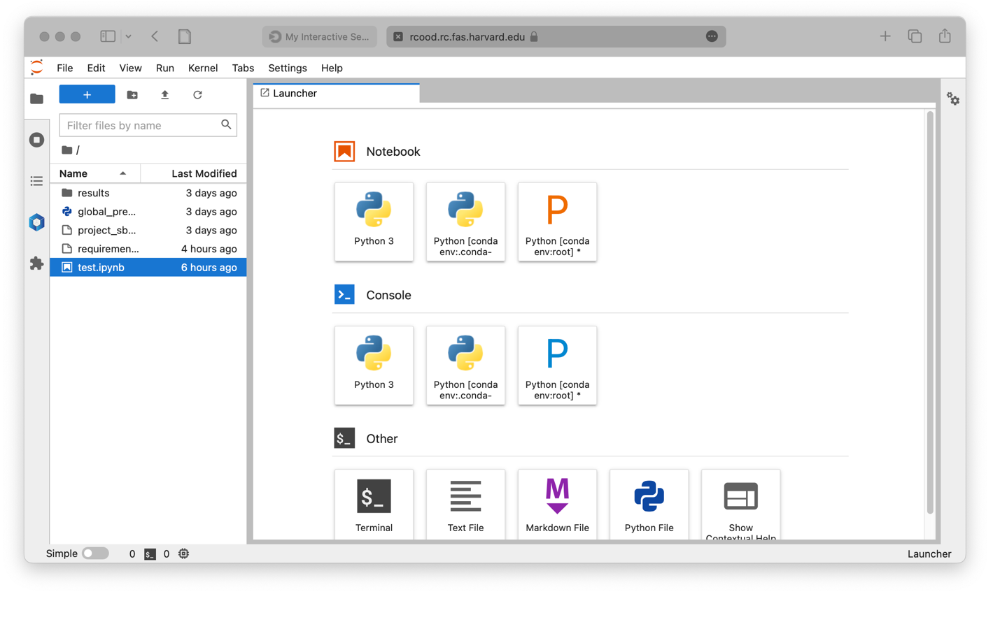 My Interactive Se...
rcood.rc.fas.harvard.edu
File Edit View Run Kernel Tabs Settings Help
+
Launcher
Filter files by name
/
Name Last Modified
results 3 days ago
global_pre... 3 days ago
project_sb... 3 days ago
requiremen... 4 hours ago
test.ipynb 6 hours ago
Notebook
Python 3
Python [conda
env:.conda-
P
Python [conda
env:root] *
Console
Python 3
Python [conda
env:.conda-
P
Python [conda
env:root] *
$_ Other
$_
Terminal
Text File
M
Markdown File
Python File
Show
Contextual Help
Simple 0 $_ 0 Launcher